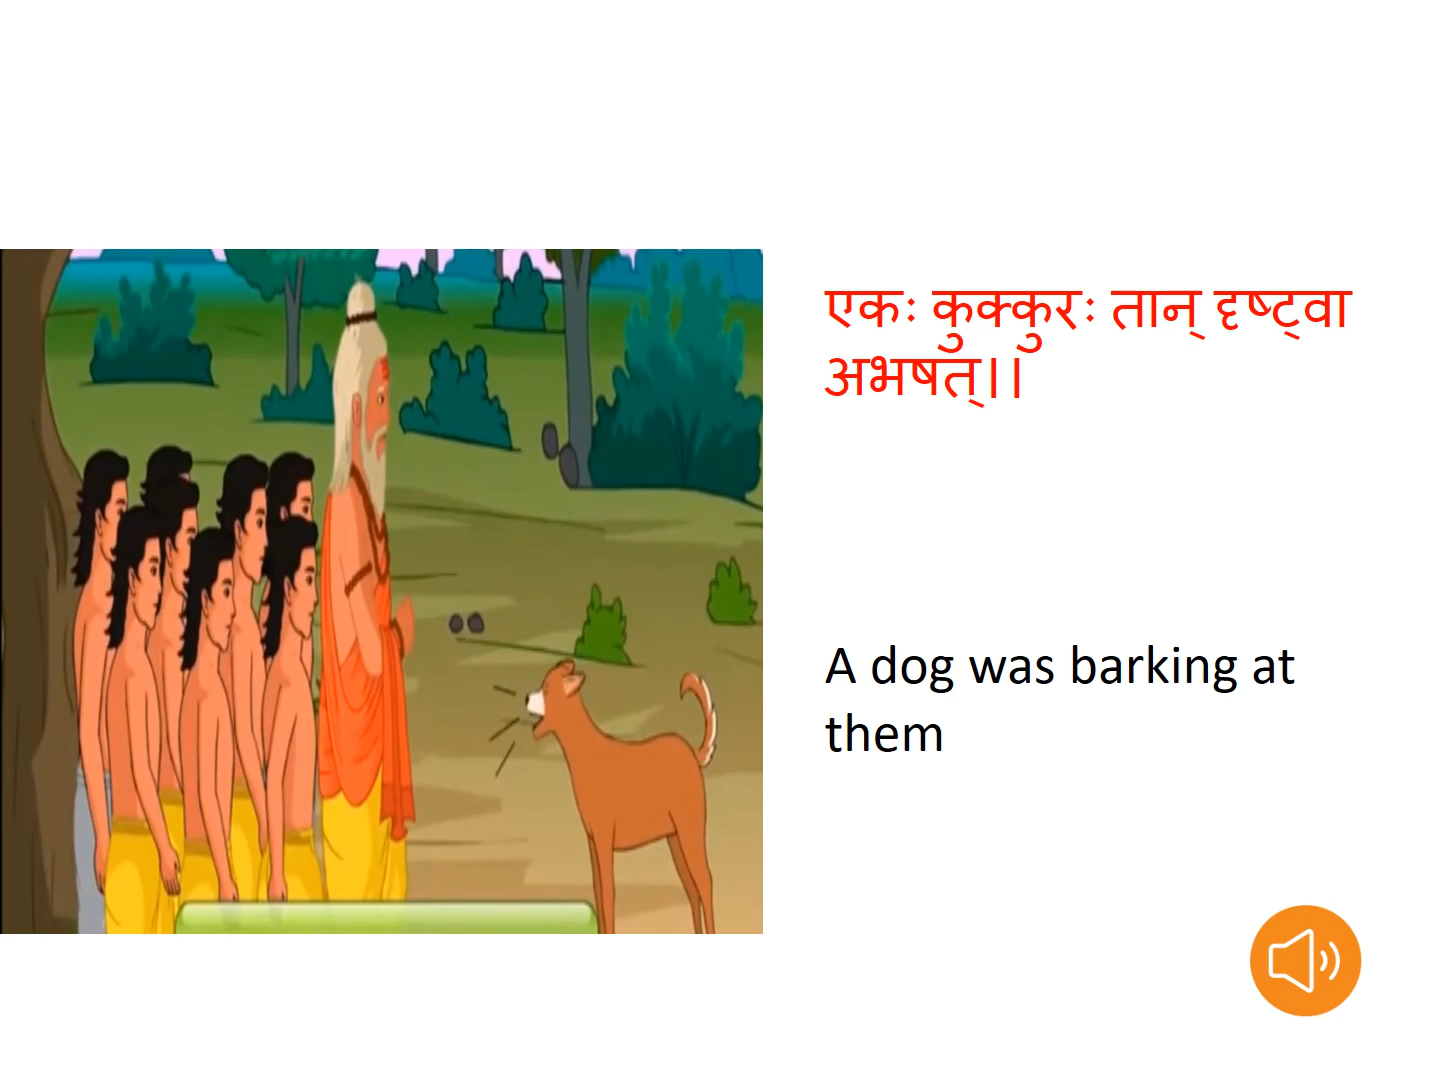 एकः कुक्कुरः तान् दृष्ट्वा
अभषत्।।
A dog was barking at
them